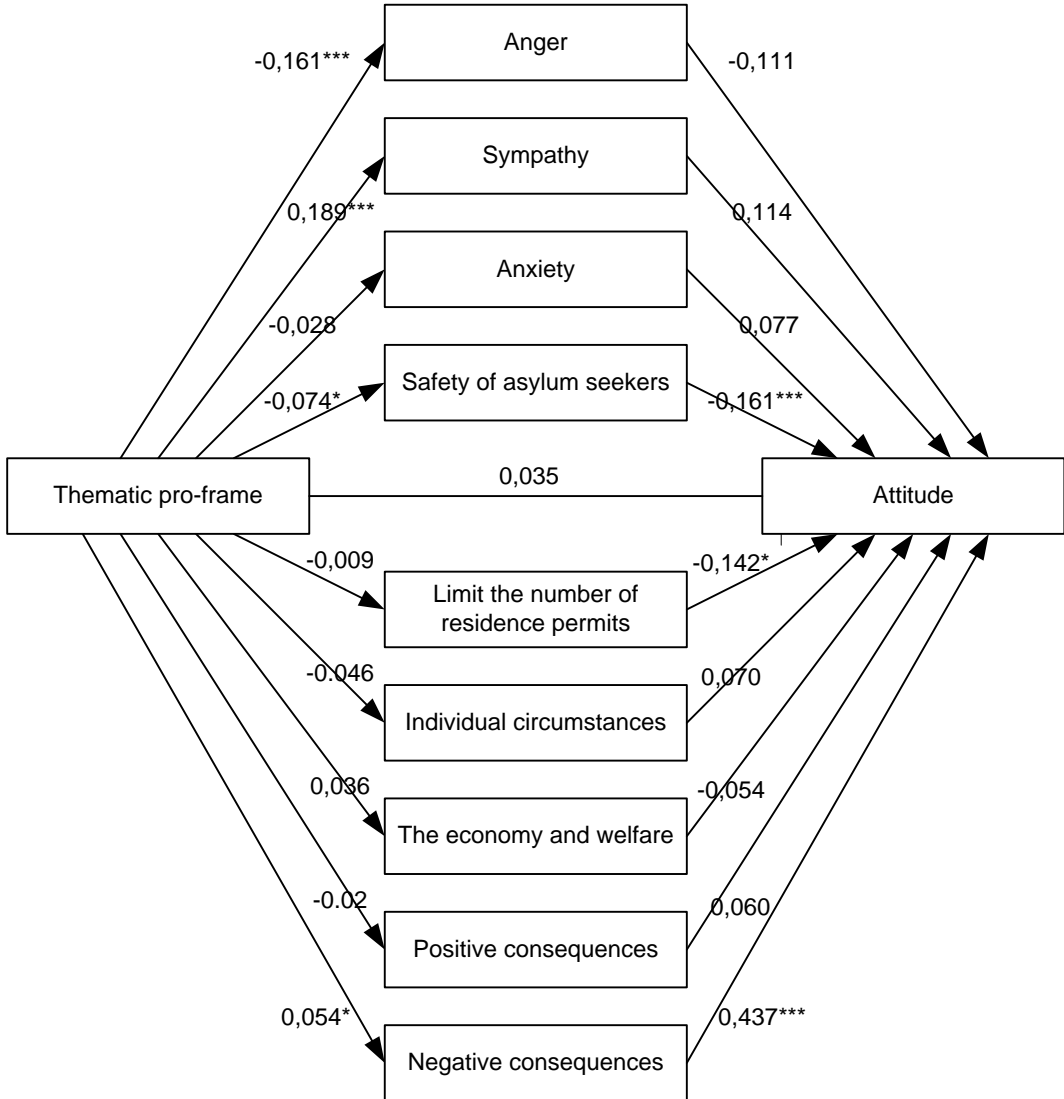 Anger
-0,161***
-0,111
Sympathy
0,189***
0,114
Anxiety
-0,028
0,077
Safety of asylum seekers
-0,074*
-0,161***
Thematic pro-frame
0,035
Attitude
-0,009
-0,142*
Limit the number of
residence permits
-0.046
0,070
Individual circumstances
0,036
-0,054
The economy and welfare
-0.02
0,060
Positive consequences
0,054*
0,437***
Negative consequences